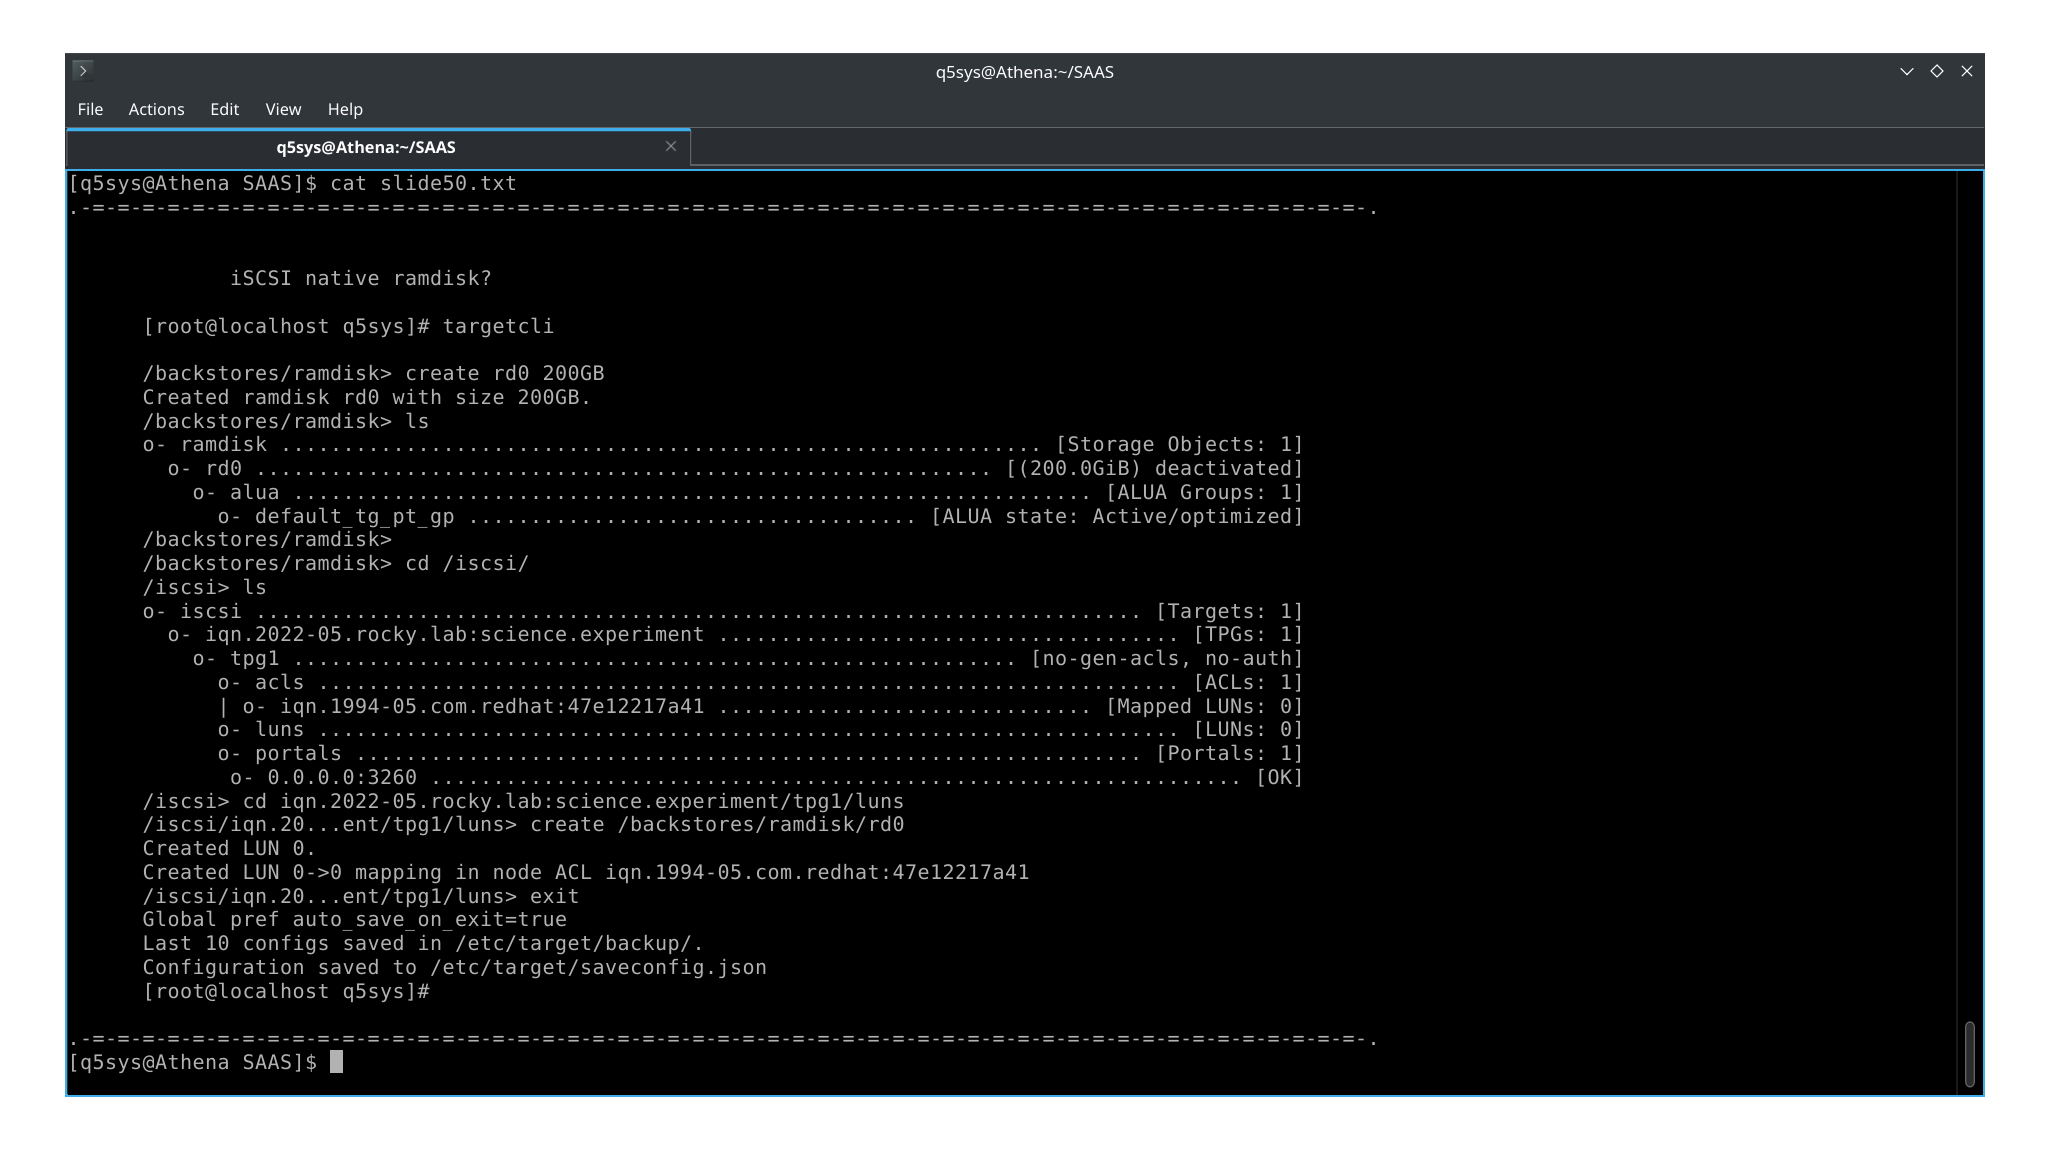 q5sys@Athena:~/SAAS
File Actions Edit View Help
q5sys@Athena:~/SAAS
[q5sys@Athena SAAS]$ cat slide50.txt
.-=-=-=-=-=-=-=-=-=-=-=-=-=-=-=-=-=-=-=-=-=-=-=-=-=-=-=-=-=-=-=-=-=-=-=-=-=-=-=-=-=-=-=-=-=-=-=-=-=-=-=-=-.
iSCSI native ramdisk?
[root@localhost q5sys]# targetcli
/backstores/ramdisk> create rd0 200GB
Created ramdisk rd0 with size 200GB.
/backstores/ramdisk> ls
o- ramdisk ............................................................. [Storage Objects: 1]
o- rd0 ........................................................... [(200.0GiB) deactivated]
o- alua ................................................................ [ALUA Groups: 1]
o- default_tg_pt_gp .................................... [ALUA state: Active/optimized]
/backstores/ramdisk>
/backstores/ramdisk> cd /iscsi/
/iscsi> ls
o- iscsi ....................................................................... [Targets: 1]
o- iqn.2022-05.rocky.lab:science.experiment ..................................... [TPGs: 1]
o- tpg1 .......................................................... [no-gen-acls, no-auth]
o- acls ..................................................................... [ACLs: 1]
| o- iqn.1994-05.com.redhat:47e12217a41 .............................. [Mapped LUNs: 0]
o- luns ..................................................................... [LUNs: 0]
o- portals ............................................................... [Portals: 1]
o- 0.0.0.0:3260 ................................................................. [OK]
/iscsi> cd iqn.2022-05.rocky.lab:science.experiment/tpg1/luns
/iscsi/iqn.20...ent/tpg1/luns> create /backstores/ramdisk/rd0
Created LUN 0.
Created LUN 0->0 mapping in node ACL iqn.1994-05.com.redhat:47e12217a41
/iscsi/iqn.20...ent/tpg1/luns> exit
Global pref auto_save_on_exit=true
Last 10 configs saved in /etc/target/backup/.
Configuration saved to /etc/target/saveconfig.json
[root@localhost q5sys]#
.-=-=-=-=-=-=-=-=-=-=-=-=-=-=-=-=-=-=-=-=-=-=-=-=-=-=-=-=-=-=-=-=-=-=-=-=-=-=-=-=-=-=-=-=-=-=-=-=-=-=-=-=-.
[q5sys@Athena SAAS]$